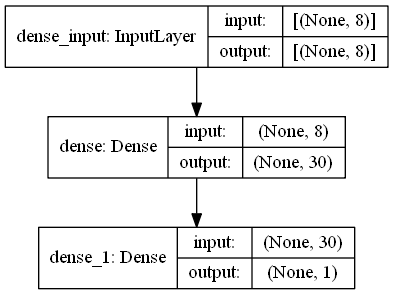 dense_input: InputLayer
input: [(None, 8)]
output: [(None, 8)]
dense: Dense
input: (None, 8)
output: (None, 30)
dense_1: Dense
input: (None, 30)
output: (None, 1)